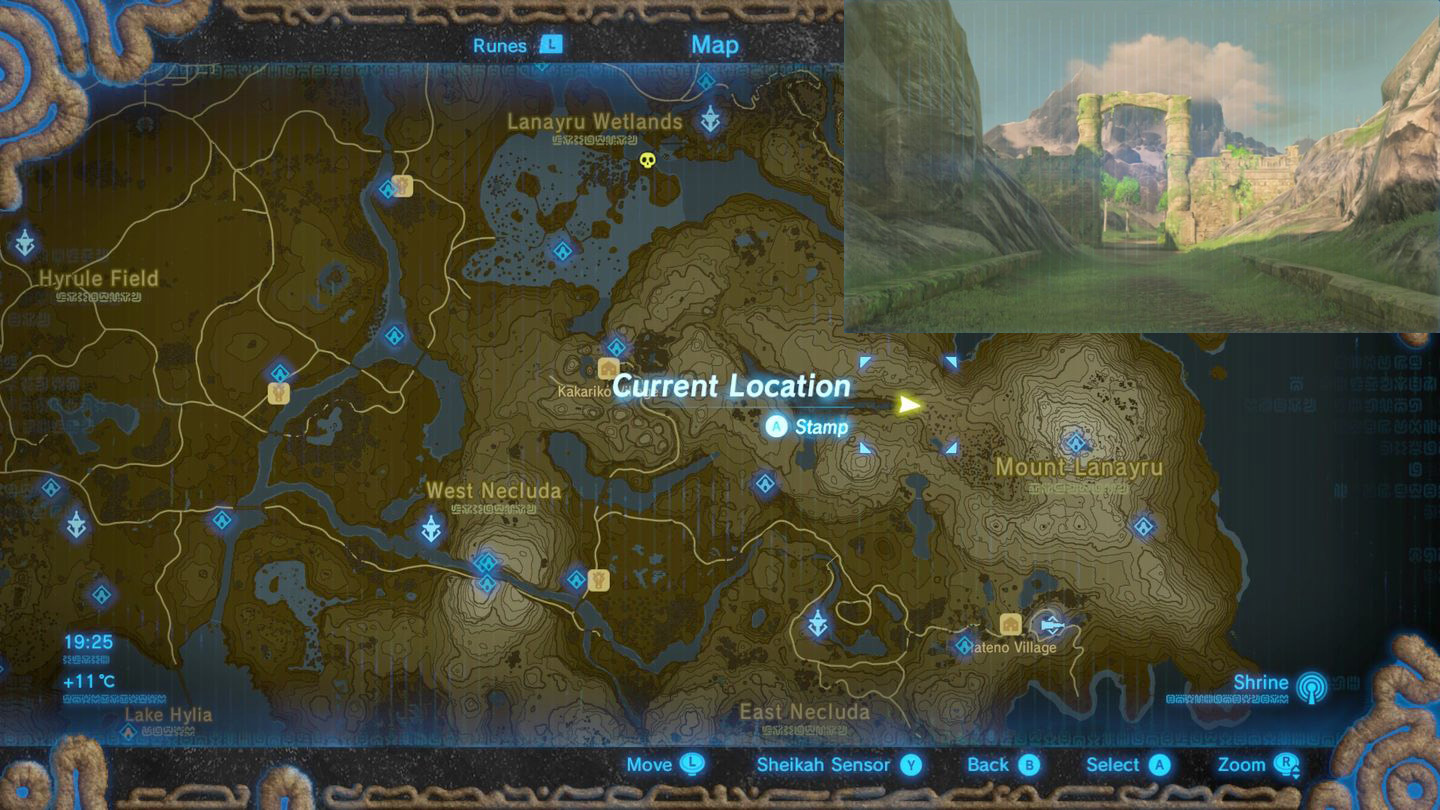 Runes L
Map
Lanayru Wetlands
Hyrule Field
Kakariko
Current Location
A Stamp
Mount Lanayru
West Necluda
19:25
+11 °C
Hateno Village
Shrine
Lake Hylia
East Necluda
Move L
Sheikah Sensor Y
Back B
Select A
Zoom R